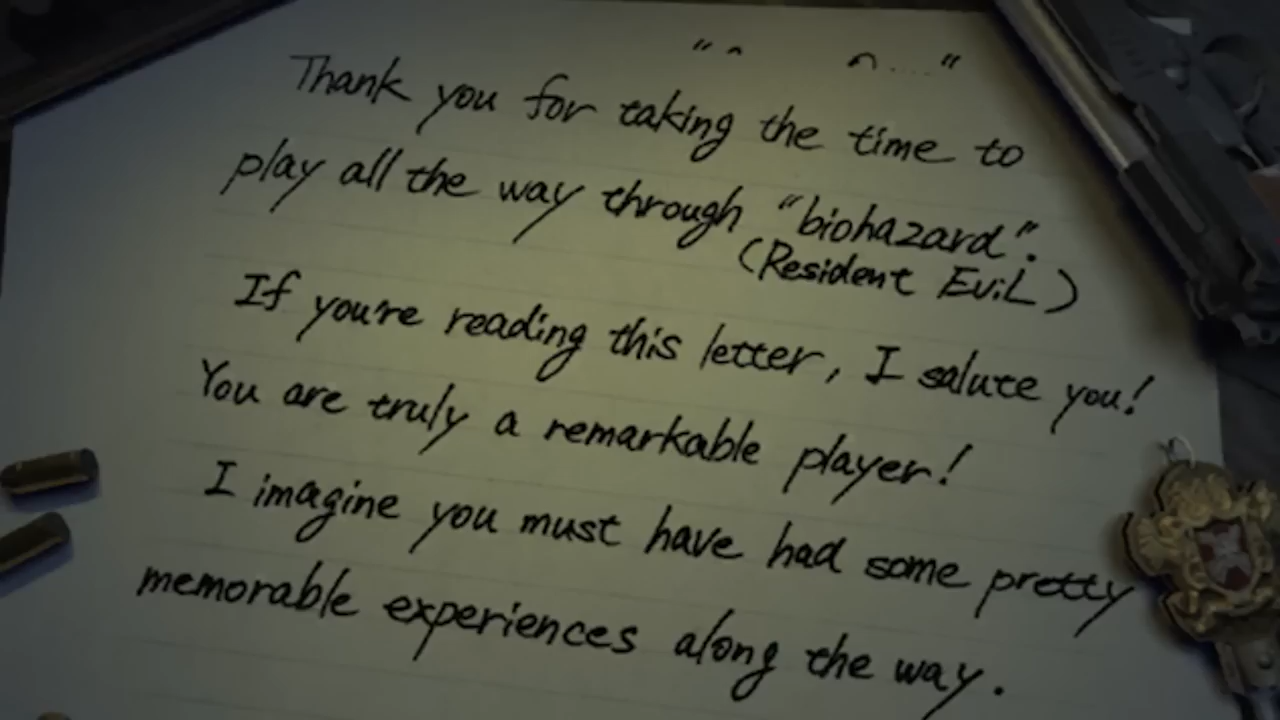 Thank you for taking the time to
play all the way through "biohazard".
(Resident EviL)
If you're reading this letter, I salute you!
You are truly a remarkable player!
I imagine you must have had some pretty
memorable experiences along the way.